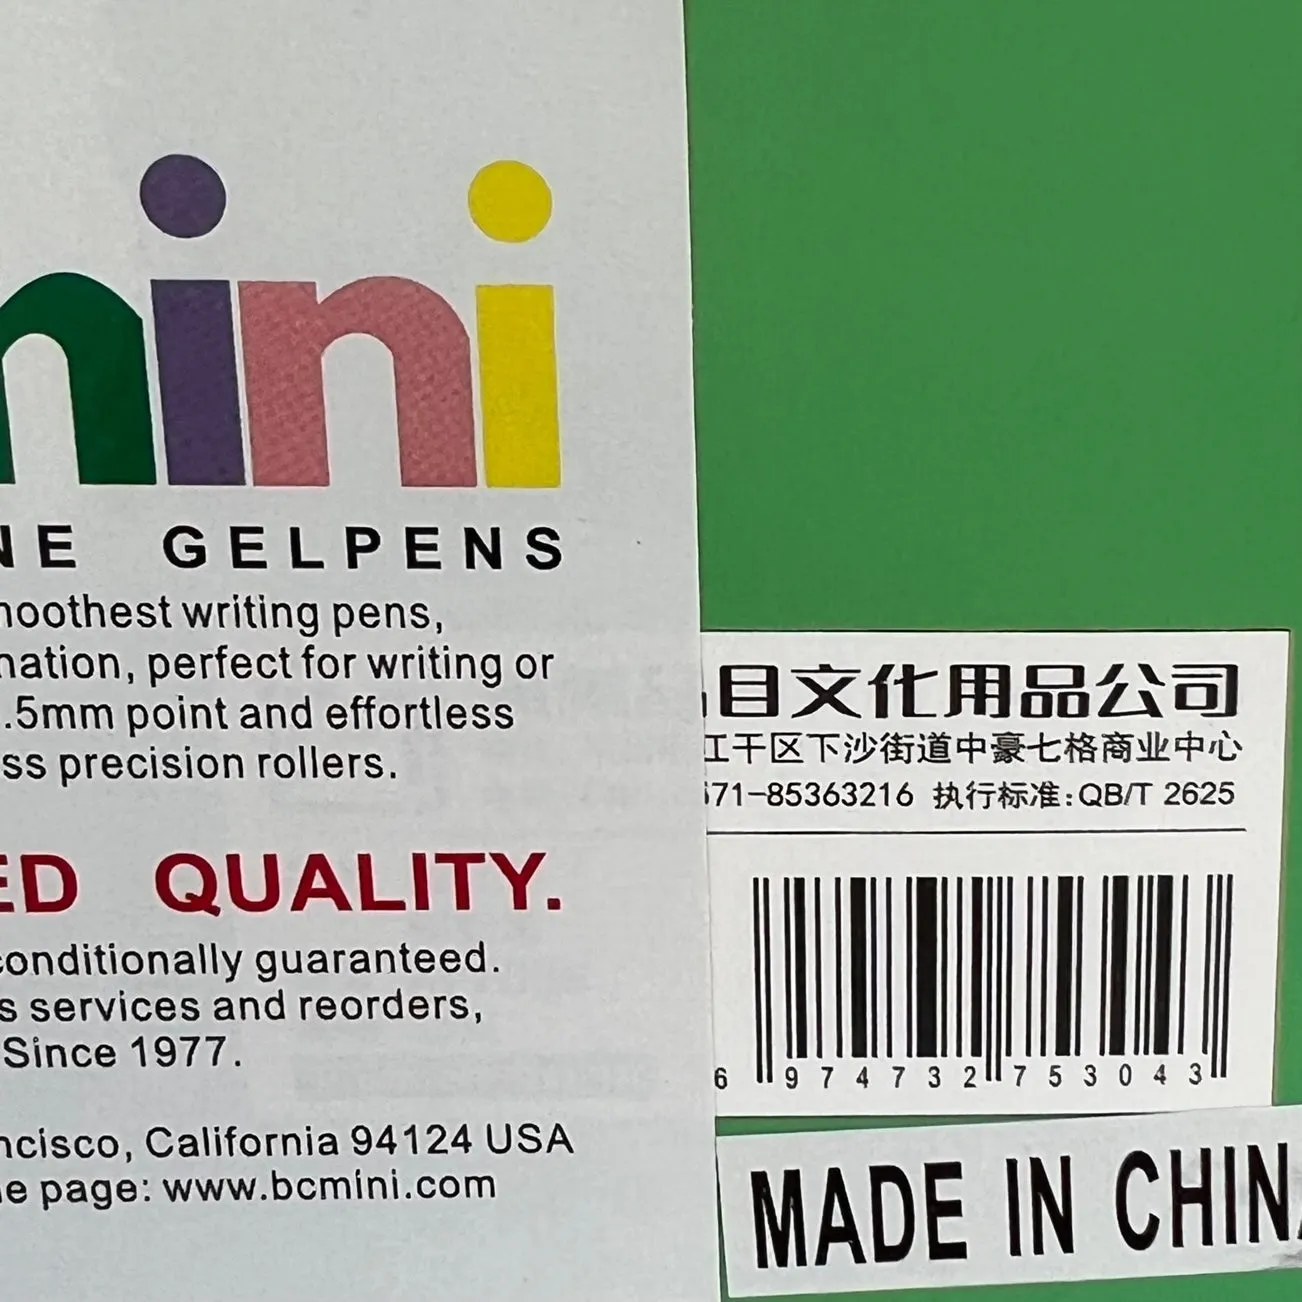 mini
NE GELPENS
moothest writing pens,
nation, perfect for writing or
.5mm point and effortless
ss precision rollers.
ED QUALITY.
conditionally guaranteed.
s services and reorders,
Since 1977.
ncisco, California 94124 USA
e page: www.bcmini.com
目文化用品公司
江干区下沙街道中豪七格商业中心
571-85363216 执行标准:QB/T 2625
6 974732 753043
MADE IN CHINA